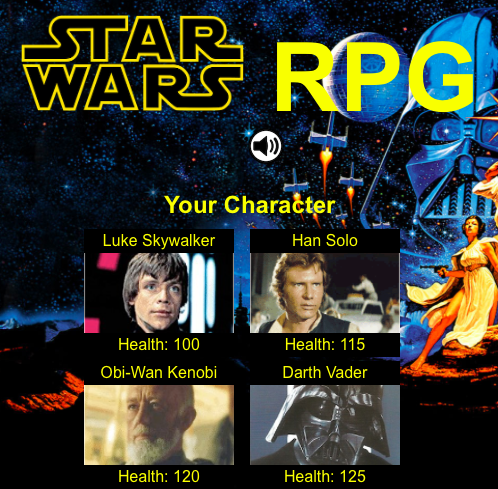 STAR
WARS
RPG
Your Character
Luke Skywalker
Han Solo
Health: 100
Health: 115
Obi-Wan Kenobi
Darth Vader
Health: 120
Health: 125